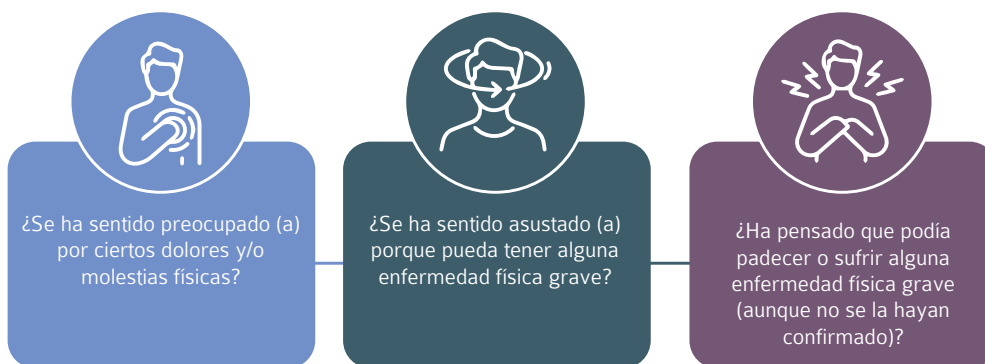 ¿Se ha sentido preocupado (a)
por ciertos dolores y/o
molestias físicas?
¿Se ha sentido asustado (a)
porque pueda tener alguna
enfermedad física grave?
¿Ha pensado que podía
padecer o sufrir alguna
enfermedad física grave
(aunque no se la hayan
confirmado)?